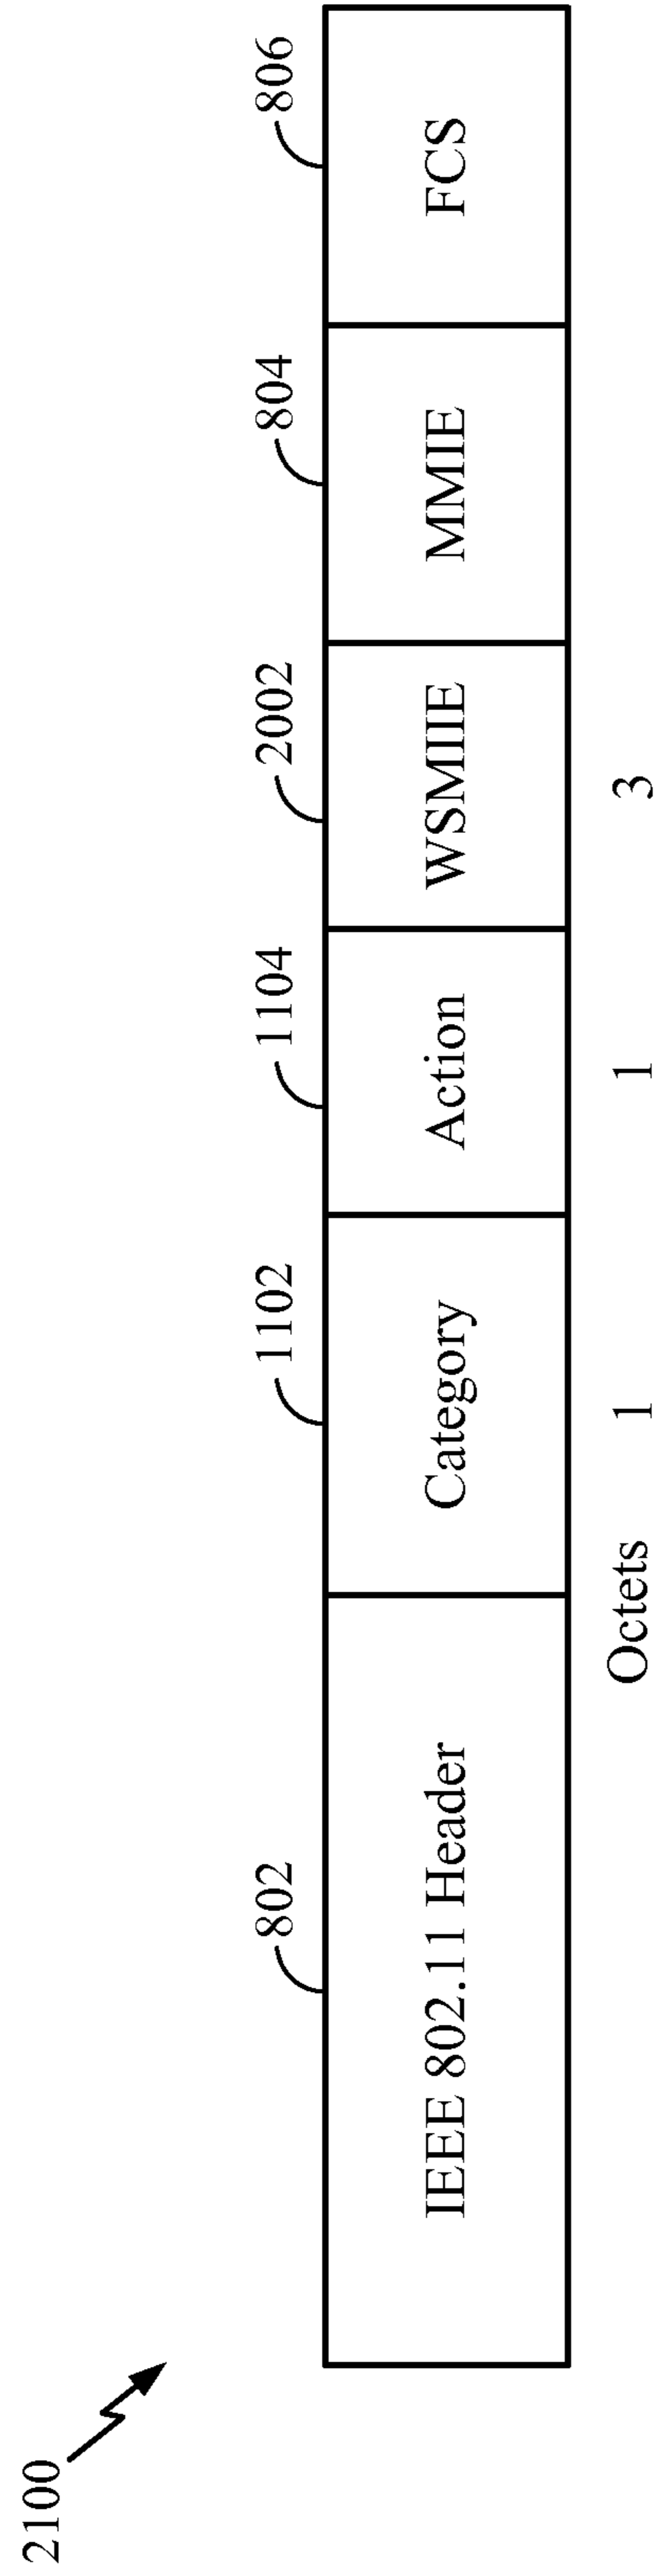 2100
802 1102 1104 2002 804 806
IEEE 802.11 Header Category Action WSMIIE MMIE FCS
Octets 1 1 3